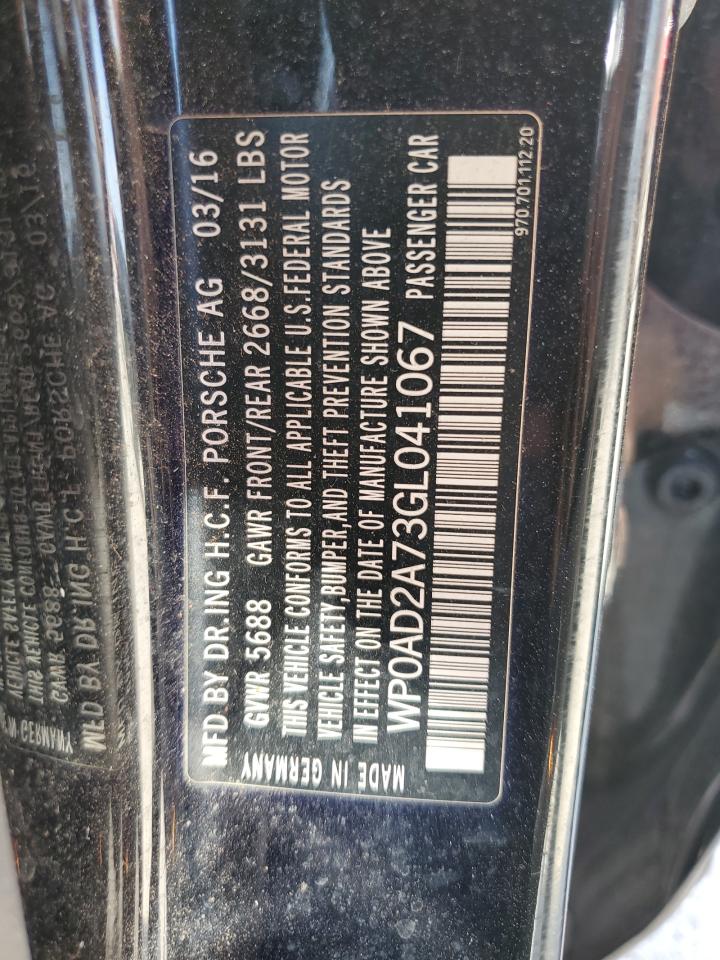 MFD BY DR.ING H.C.F. PORSCHE AG 03/16
GVWR 5688 GAWR FRONT/REAR 2668/3131 LBS
THIS VEHICLE CONFORMS TO ALL APPLICABLE U.S.FEDERAL MOTOR
VEHICLE SAFETY,BUMPER,AND THEFT PREVENTION STANDARDS
IN EFFECT ON THE DATE OF MANUFACTURE SHOWN ABOVE
WP0AD2A73GL041067 PASSENGER CAR
970.701.112.20
MADE IN GERMANY